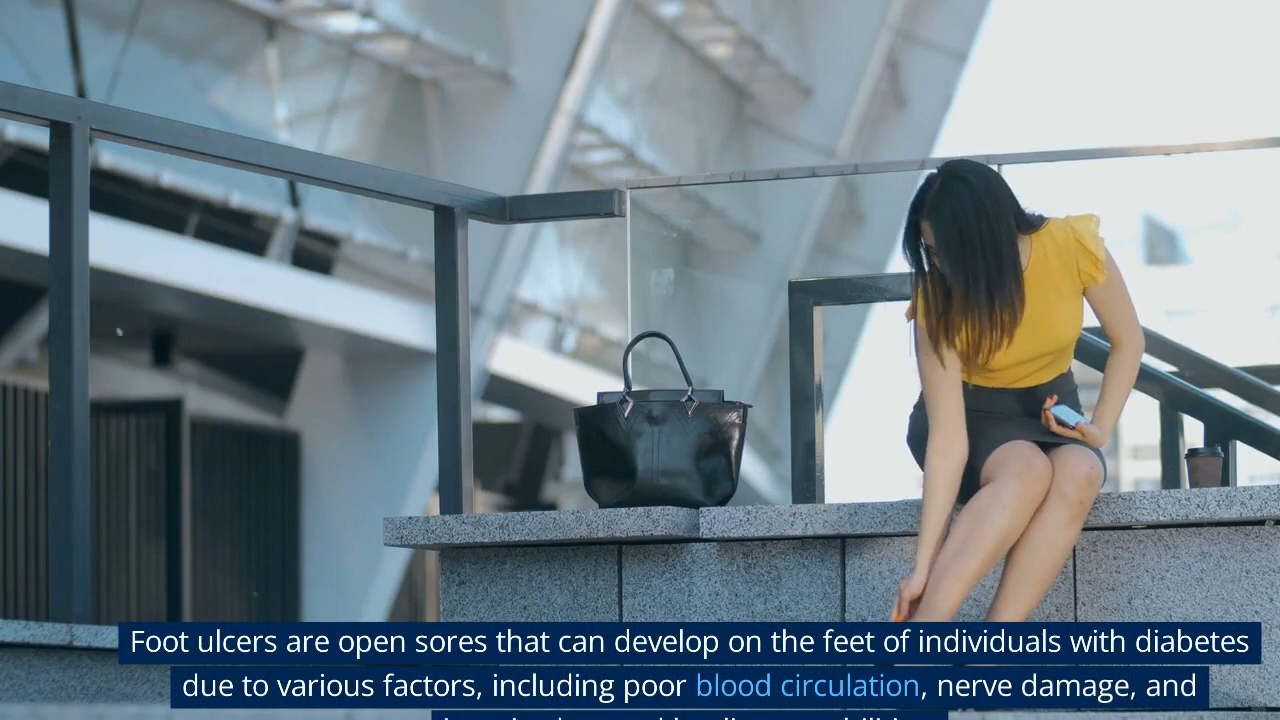 Foot ulcers are open sores that can develop on the feet of individuals with diabetes
due to various factors, including poor blood circulation, nerve damage, and